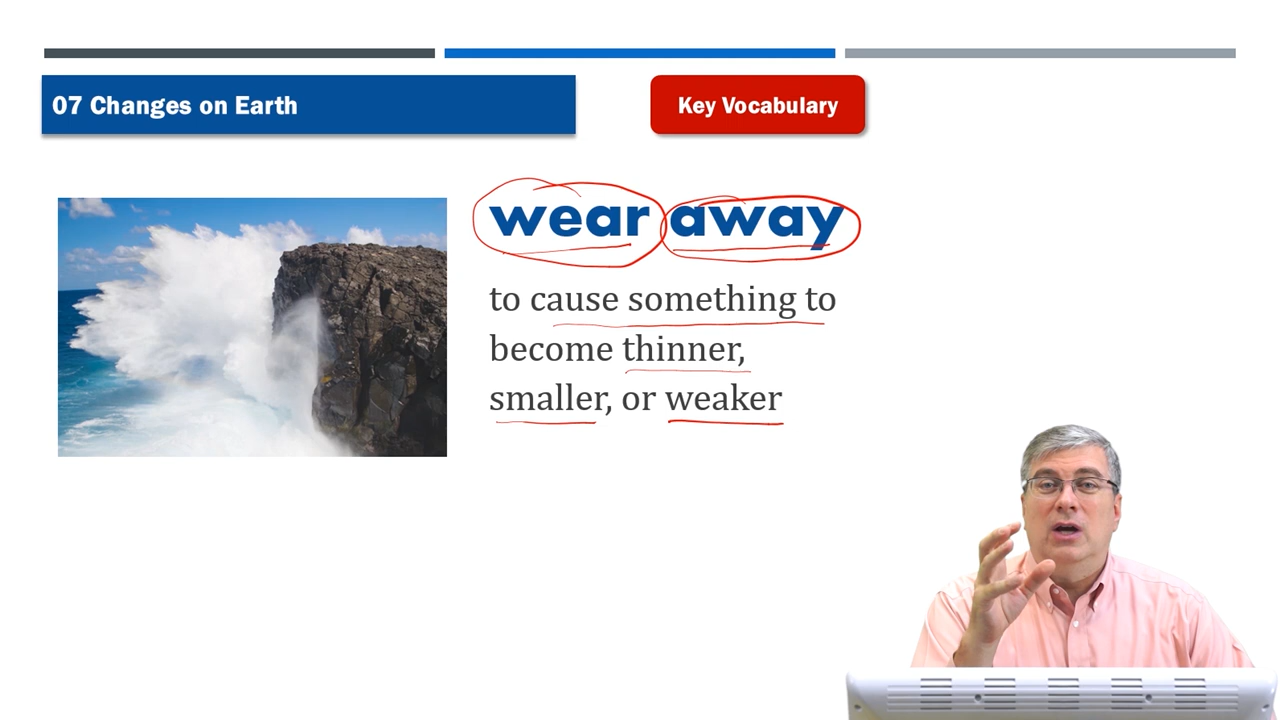 07 Changes on Earth
Key Vocabulary
wear away
to cause something to
become thinner,
smaller, or weaker